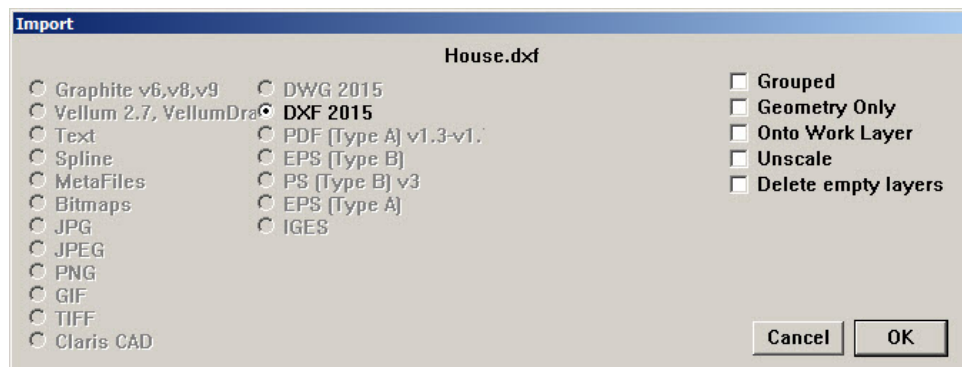 Import
House.dxf
Graphite v6,v8,v9
Vellum 2.7, VellumDra
Text
Spline
MetaFiles
Bitmaps
JPG
JPEG
PNG
GIF
TIFF
Claris CAD
DWG 2015
DXF 2015
PDF (Type A) v1.3-v1.
EPS (Type B)
PS (Type B) v3
EPS (Type A)
IGES
Grouped
Geometry Only
Onto Work Layer
Unscale
Delete empty layers
Cancel
OK